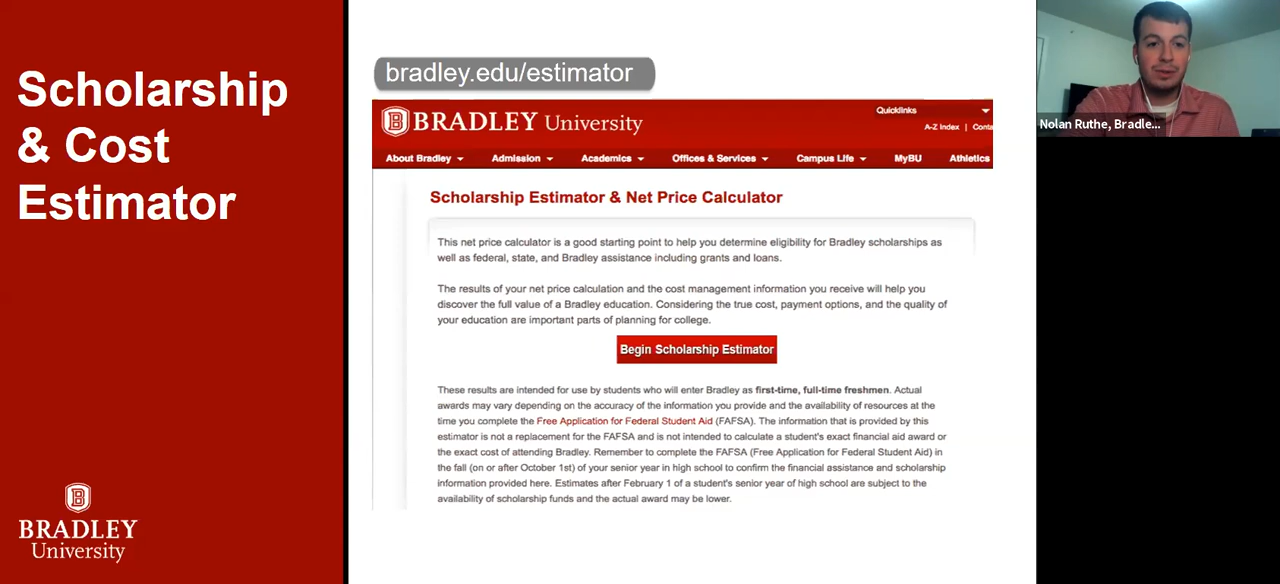 Scholarship
& Cost
Estimator
BRADLEY
University
bradley.edu/estimator
BRADLEY University
Quicklinks
A-Z Index | Conta
About Bradley
Admission
Academics
Offices & Services
Campus Life
MyBU
Athletics
Scholarship Estimator & Net Price Calculator
This net price calculator is a good starting point to help you determine eligibility for Bradley scholarships as
well as federal, state, and Bradley assistance including grants and loans.
The results of your net price calculation and the cost management information you receive will help you
discover the full value of a Bradley education. Considering the true cost, payment options, and the quality of
your education are important parts of planning for college.
Begin Scholarship Estimator
These results are intended for use by students who will enter Bradley as first-time, full-time freshmen. Actual
awards may vary depending on the accuracy of the information you provide and the availability of resources at the
time you complete the Free Application for Federal Student Aid (FAFSA). The information that is provided by this
estimator is not a replacement for the FAFSA and is not intended to calculate a student's exact financial aid award or
the exact cost of attending Bradley. Remember to complete the FAFSA (Free Application for Federal Student Aid) in
the fall (on or after October 1st) of your senior year in high school to confirm the financial assistance and scholarship
information provided here. Estimates after February 1 of a student's senior year of high school are subject to the
availability of scholarship funds and the actual award may be lower.
Nolan Ruthe, Bradle...